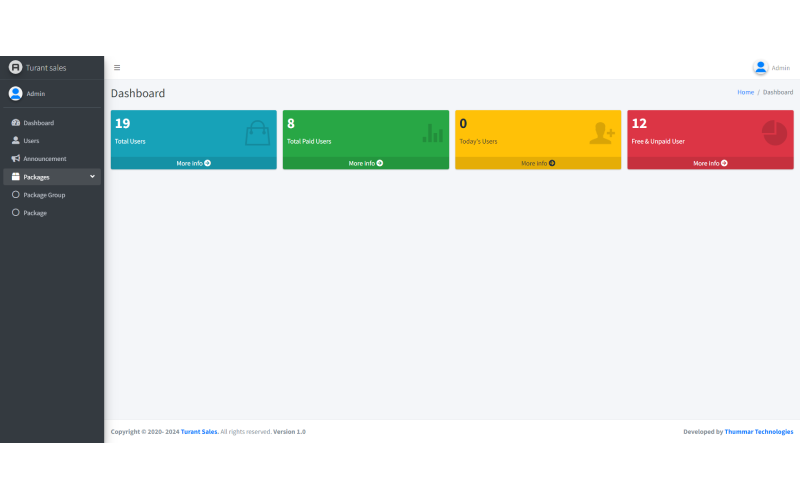 Turant sales
Admin
Dashboard
Users
Announcement
Packages
Package Group
Package
Admin
Dashboard
Home / Dashboard
19
Total Users
More info
8
Total Paid Users
More info
0
Today's Users
More info
12
Free & Unpaid User
More info
Copyright © 2020- 2024 Turant Sales. All rights reserved. Version 1.0
Developed by Thummar Technologies